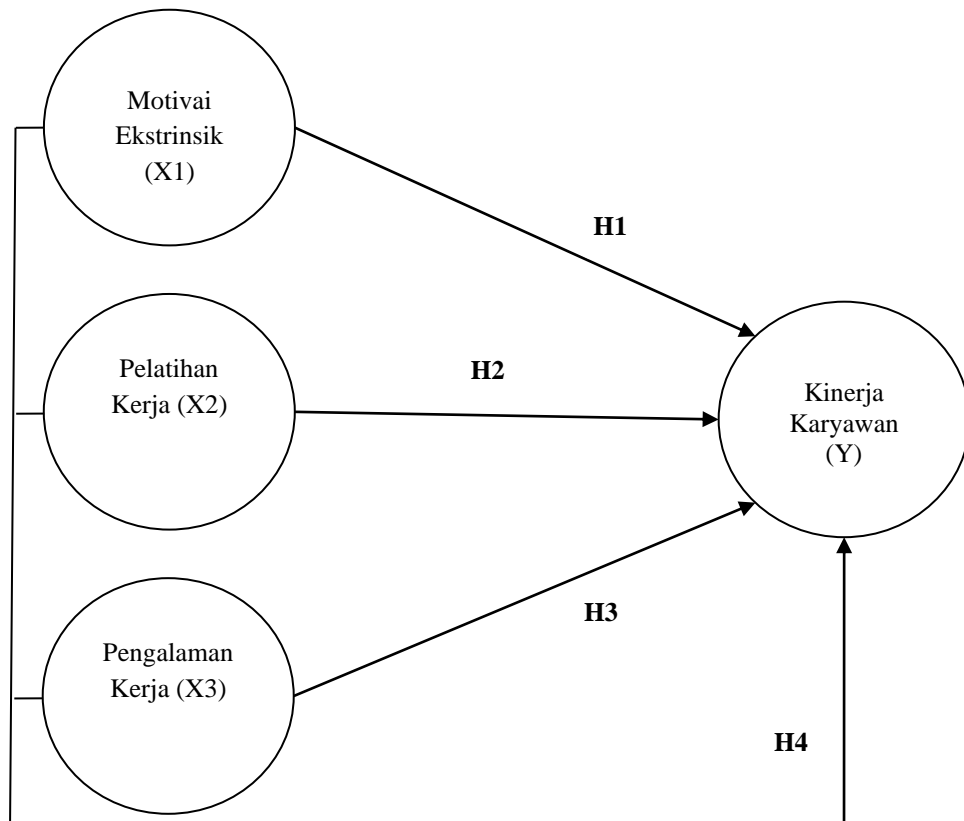 Motivai
Ekstrinsik
(X1)
H1
Pelatihan
Kerja (X2)
H2
Kinerja
Karyawan
(Y)
Pengalaman
Kerja (X3)
H3
H4